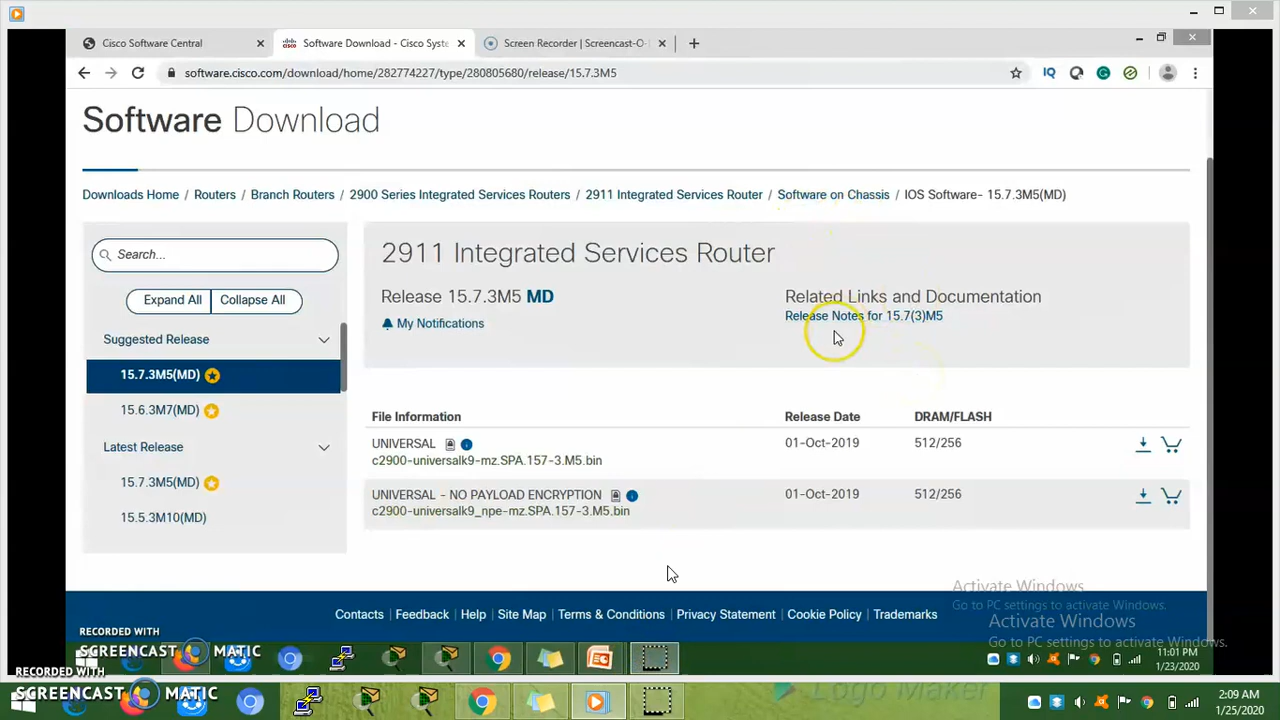 Cisco Software Central
Software Download - Cisco Syste
Screen Recorder | Screencast-O-
software.cisco.com/download/home/282774227/type/280805680/release/15.7.3M5
IQ
Software Download
Downloads Home / Routers / Branch Routers / 2900 Series Integrated Services Routers / 2911 Integrated Services Router / Software on Chassis / IOS Software- 15.7.3M5(MD)
Search...
Expand All
Collapse All
Suggested Release
15.7.3M5(MD)
15.6.3M7(MD)
Latest Release
15.7.3M5(MD)
15.5.3M10(MD)
2911 Integrated Services Router
Release 15.7.3M5 MD
My Notifications
Related Links and Documentation
Release Notes for 15.7(3)M5
File Information Release Date DRAM/FLASH
UNIVERSAL 01-Oct-2019 512/256
c2900-universalk9-mz.SPA.157-3.M5.bin
UNIVERSAL - NO PAYLOAD ENCRYPTION 01-Oct-2019 512/256
c2900-universalk9_npe-mz.SPA.157-3.M5.bin
Activate Windows
Go to PC settings to activate Windows.
Contacts | Feedback | Help | Site Map | Terms & Conditions | Privacy Statement | Cookie Policy | Trademarks
Activate Windows
Go to PC settings to activate Windows.
RECORDED WITH
SCREENCAST MATIC
11:01 PM
1/23/2020
RECORDED WITH
SCREENCAST MATIC
Logo Maker
2:09 AM
1/25/2020